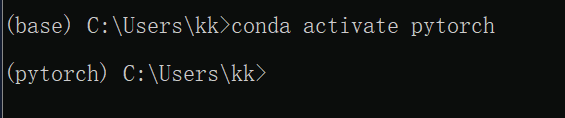 (base) C:\Users\kk>conda activate pytorch
(pytorch) C:\Users\kk>